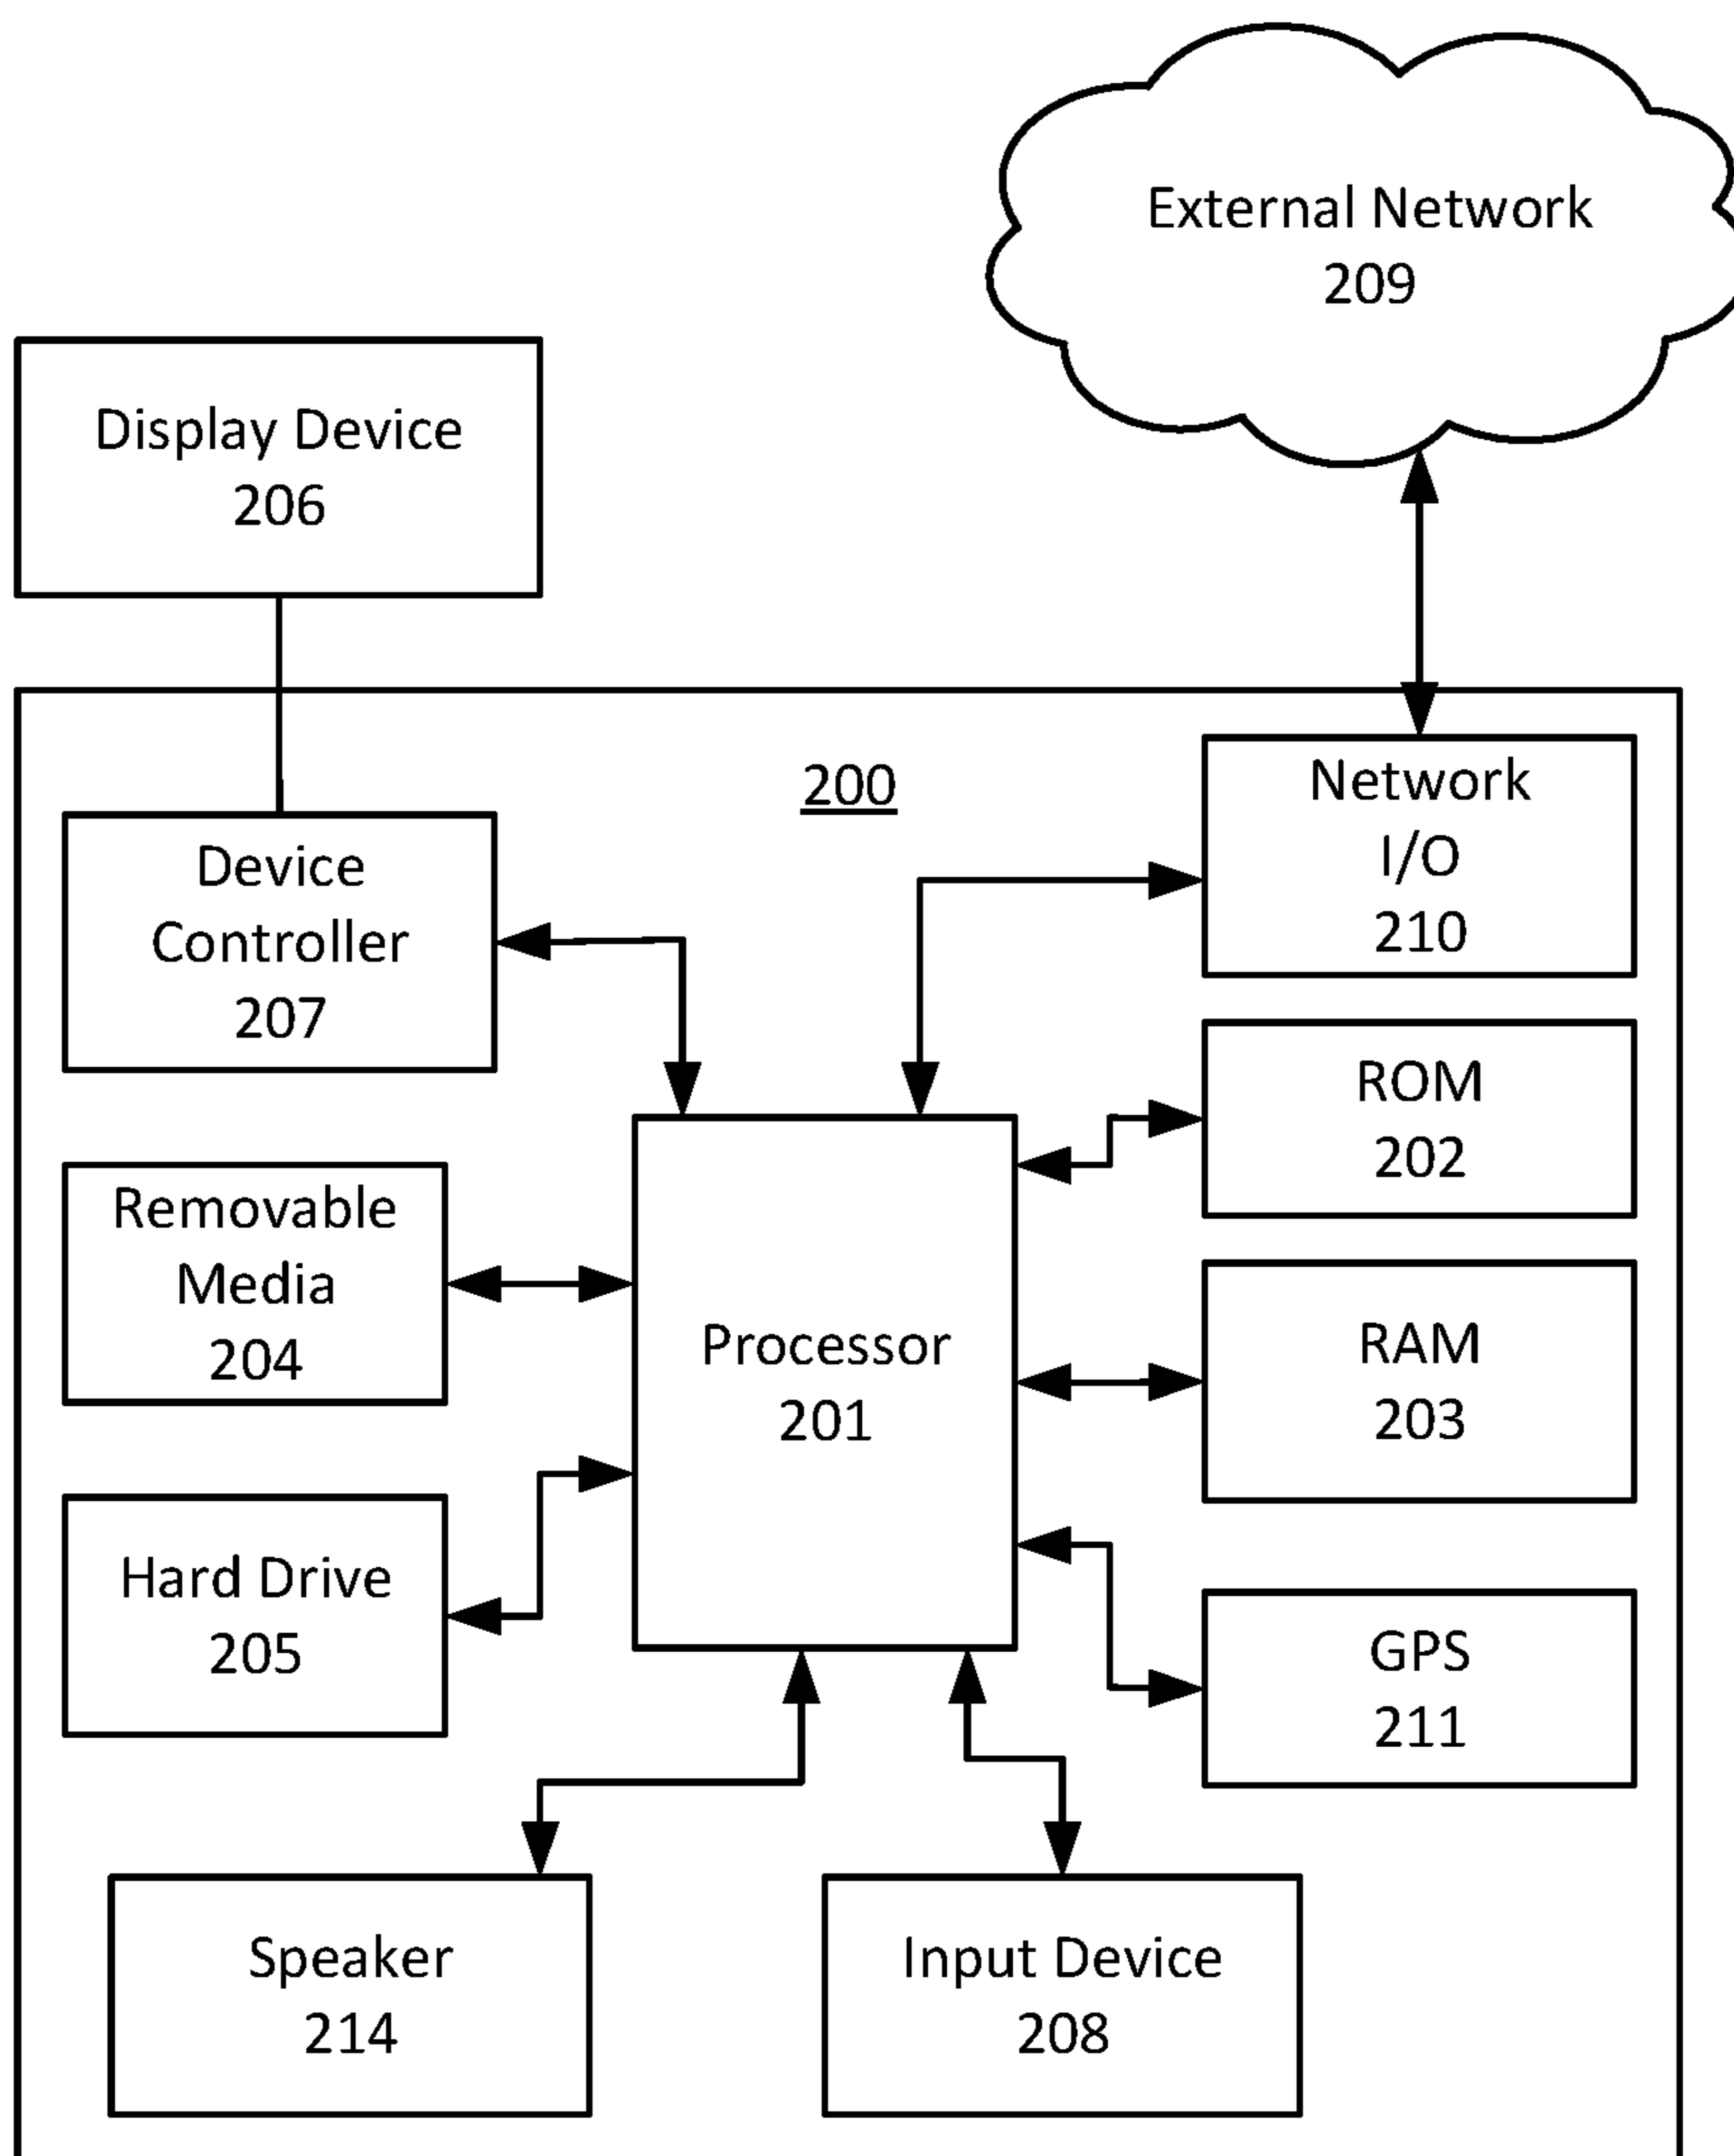 External Network
209
Display Device
206
200
Network
I/O
210
Device
Controller
207
ROM
202
Removable
Media
204
Processor
201
RAM
203
Hard Drive
205
GPS
211
Speaker
214
Input Device
208